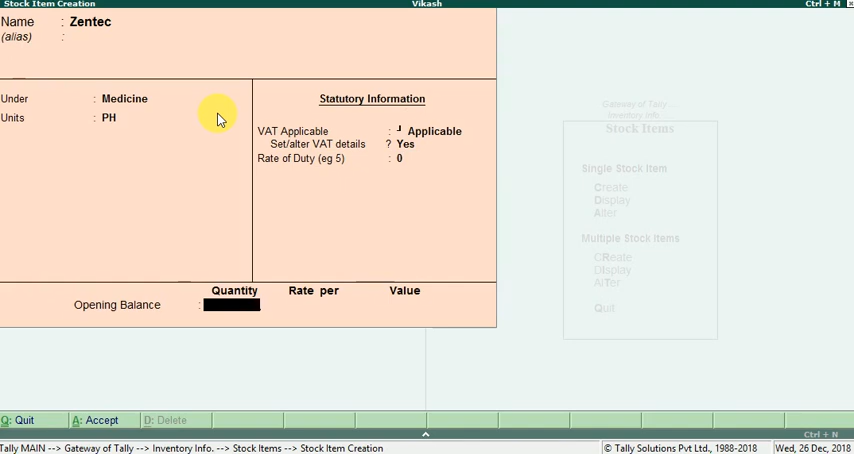 Stock Item Creation Vikash Ctrl + M
Name : Zentec
(alias) :
Under : Medicine
Units : PH
Statutory Information
VAT Applicable : ┘ Applicable
Set/alter VAT details ? Yes
Rate of Duty (eg 5) : 0
Quantity Rate per Value
Opening Balance :
Gateway of Tally ...
Inventory Info. ...
Stock Items
Single Stock Item
Create
Display
Alter
Multiple Stock Items
CReate
DIsplay
AlTer
Quit
Q: Quit A: Accept D: Delete
Ctrl + N
Tally MAIN --> Gateway of Tally --> Inventory Info. --> Stock Items --> Stock Item Creation © Tally Solutions Pvt Ltd., 1988-2018 Wed, 26 Dec, 2018